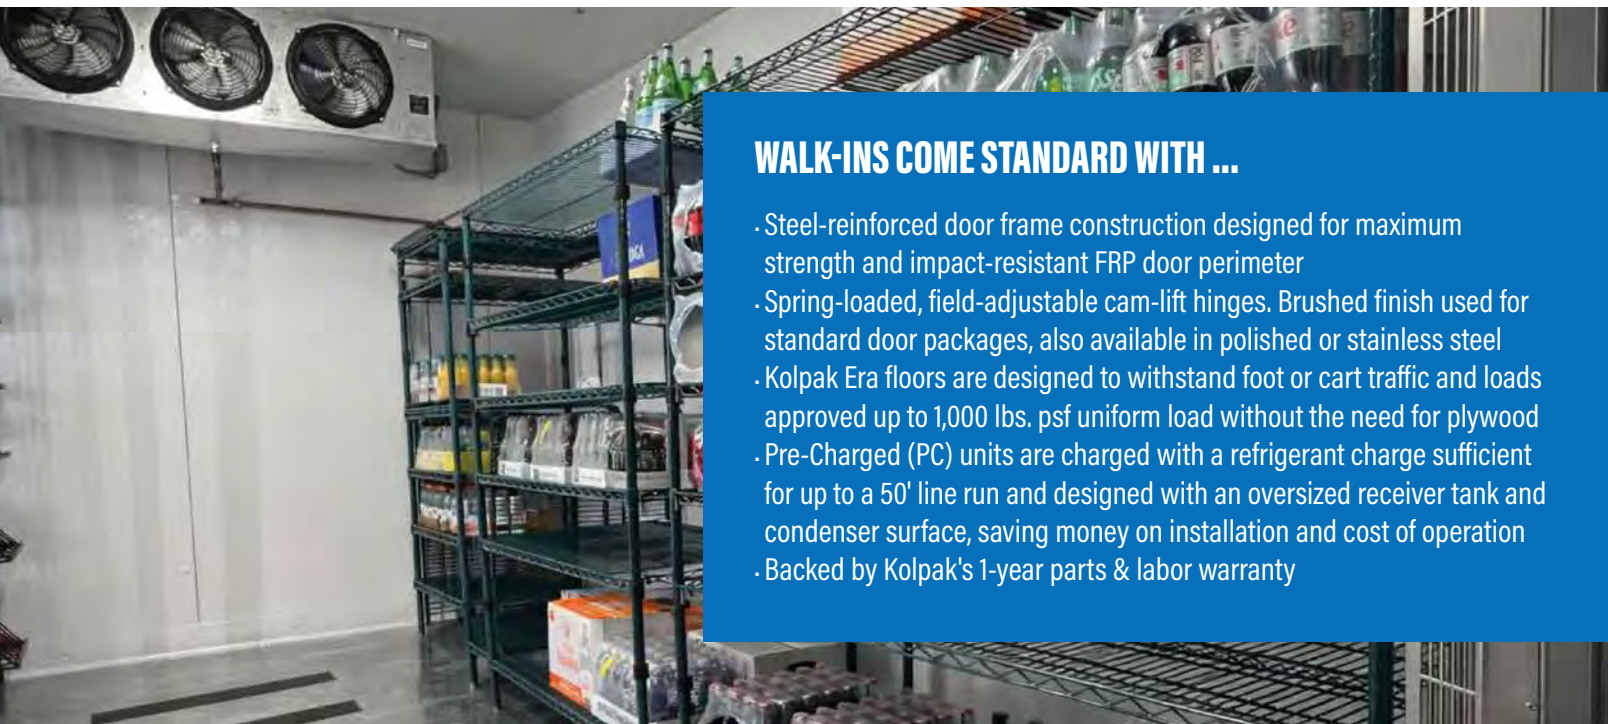 WALK-INS COME STANDARD WITH ...
· Steel-reinforced door frame construction designed for maximum
strength and impact-resistant FRP door perimeter
· Spring-loaded, field-adjustable cam-lift hinges. Brushed finish used for
standard door packages, also available in polished or stainless steel
· Kolpak Era floors are designed to withstand foot or cart traffic and loads
approved up to 1,000 lbs. psf uniform load without the need for plywood
· Pre-Charged (PC) units are charged with a refrigerant charge sufficient
for up to a 50' line run and designed with an oversized receiver tank and
condenser surface, saving money on installation and cost of operation
· Backed by Kolpak's 1-year parts & labor warranty